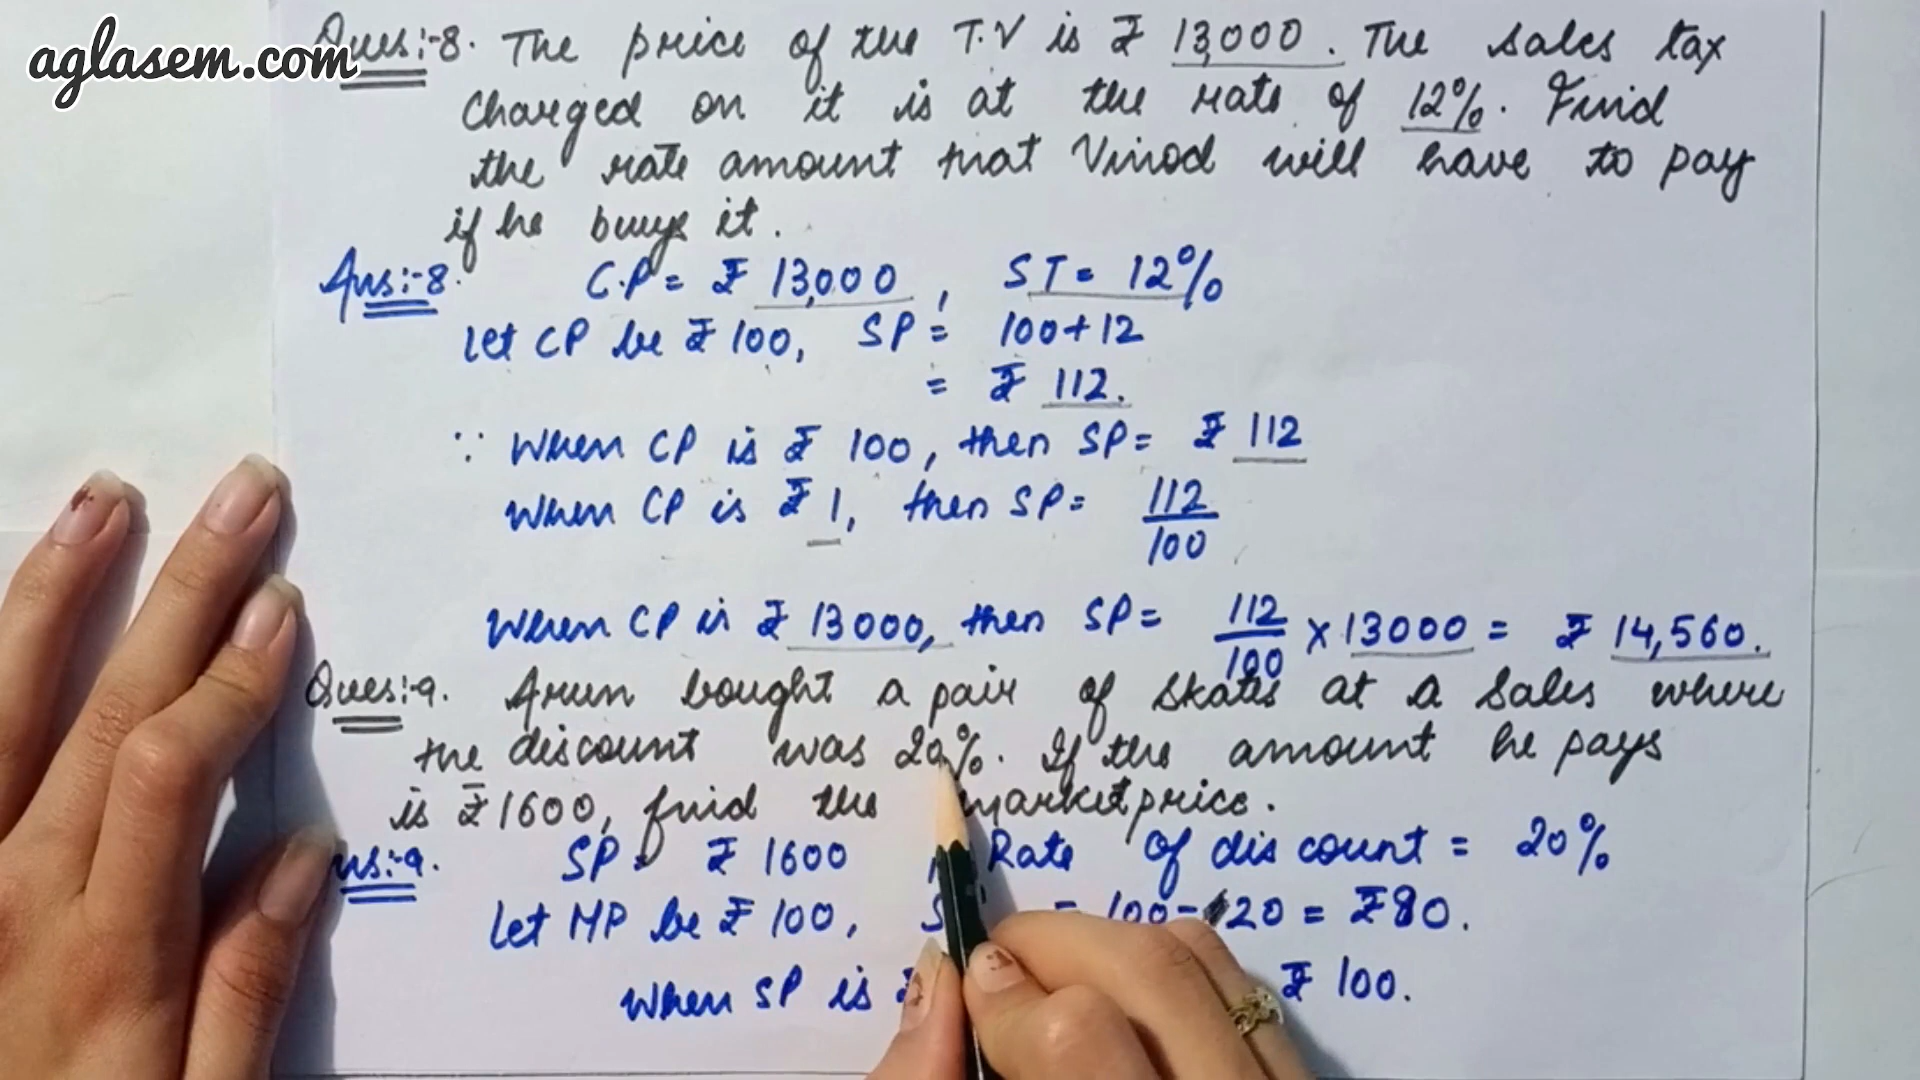 aglasem.com
Ques:-8. The price of the T.V is ₹ 13,000. The sales tax
charged on it is at the rate of 12%. Find
the rate amount that Vinod will have to pay
if he buys it.
Ans:-8. C.P = ₹ 13,000, ST = 12%
Let CP be ₹ 100, SP = 100+12
= ₹ 112.
∵ When CP is ₹ 100, then SP = ₹ 112
When CP is ₹ 1, then SP = 112/100
When CP is ₹ 13000, then SP = 112/100 × 13000 = ₹ 14,560.
Ques:-9. Arun bought a pair of skates at a sales where
the discount was 20%. If the amount he pays
is ₹ 1600, find the market price.
ns:-9. SP = ₹ 1600, Rate of discount = 20%
Let MP be ₹ 100, S = 100-20 = ₹80.
When SP is ₹ 100.